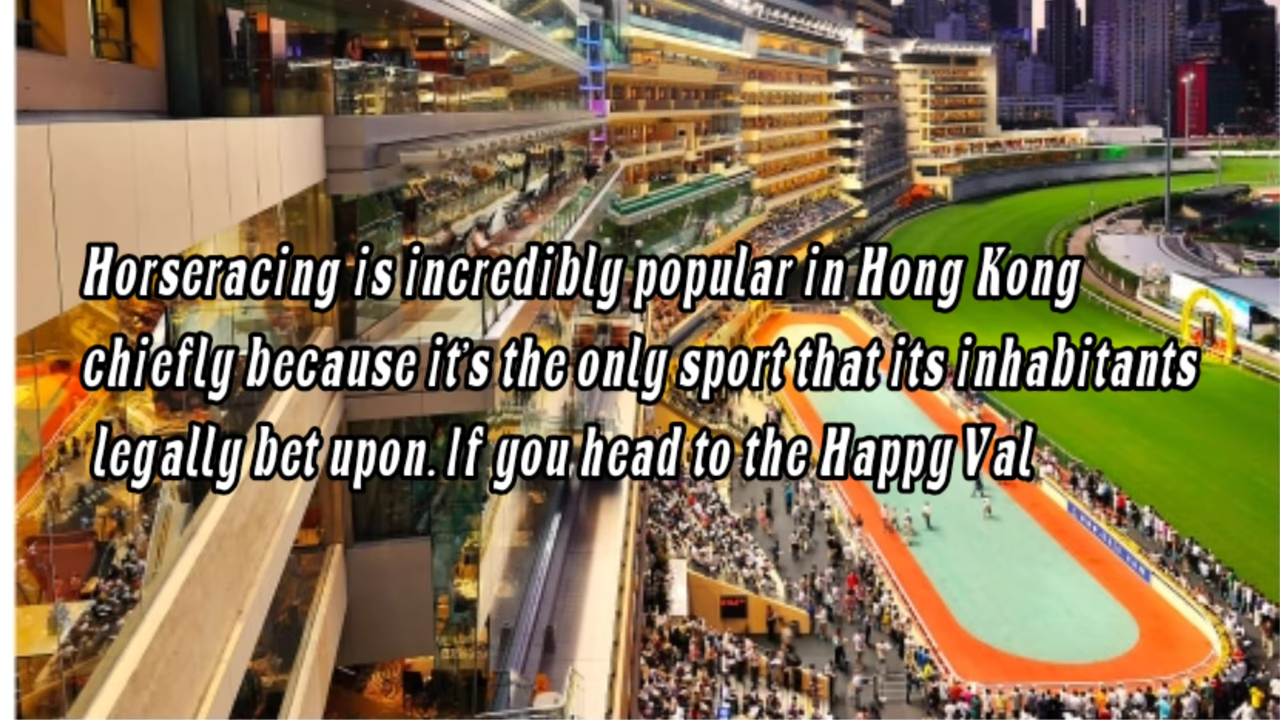 Horseracing is incredibly popular in Hong Kong
chiefly because it's the only sport that its inhabitants
legally bet upon. If you head to the Happy Val